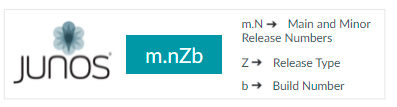 JUNOS
m.nZb
m.N ➔ Main and Minor
Release Numbers
Z ➔ Release Type
b ➔ Build Number